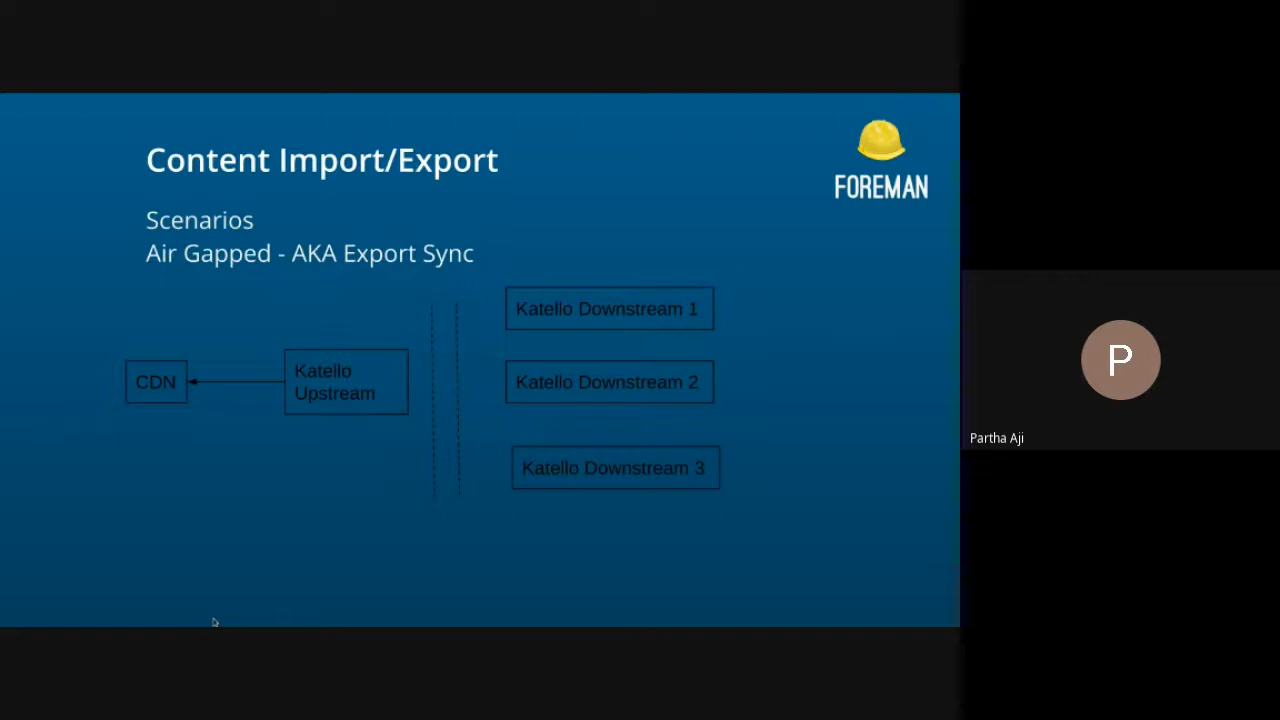 Content Import/Export
FOREMAN
Scenarios
Air Gapped - AKA Export Sync
Katello Downstream 1
CDN
Katello
Upstream
Katello Downstream 2
Katello Downstream 3
P
Partha Aji